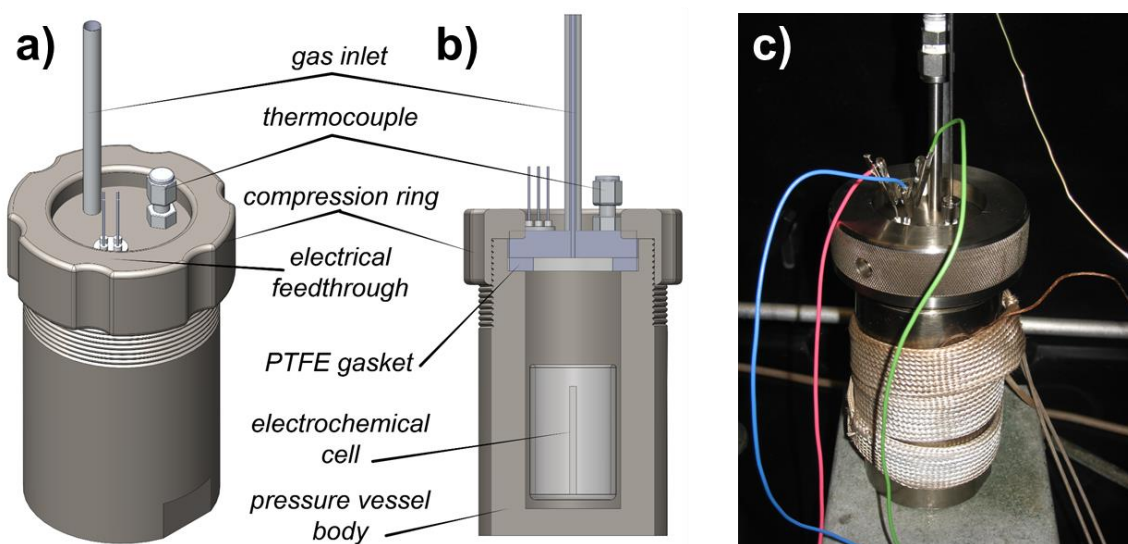 a)
b)
c)
gas inlet
thermocouple
compression ring
electrical
feedthrough
PTFE gasket
electrochemical
cell
pressure vessel
body